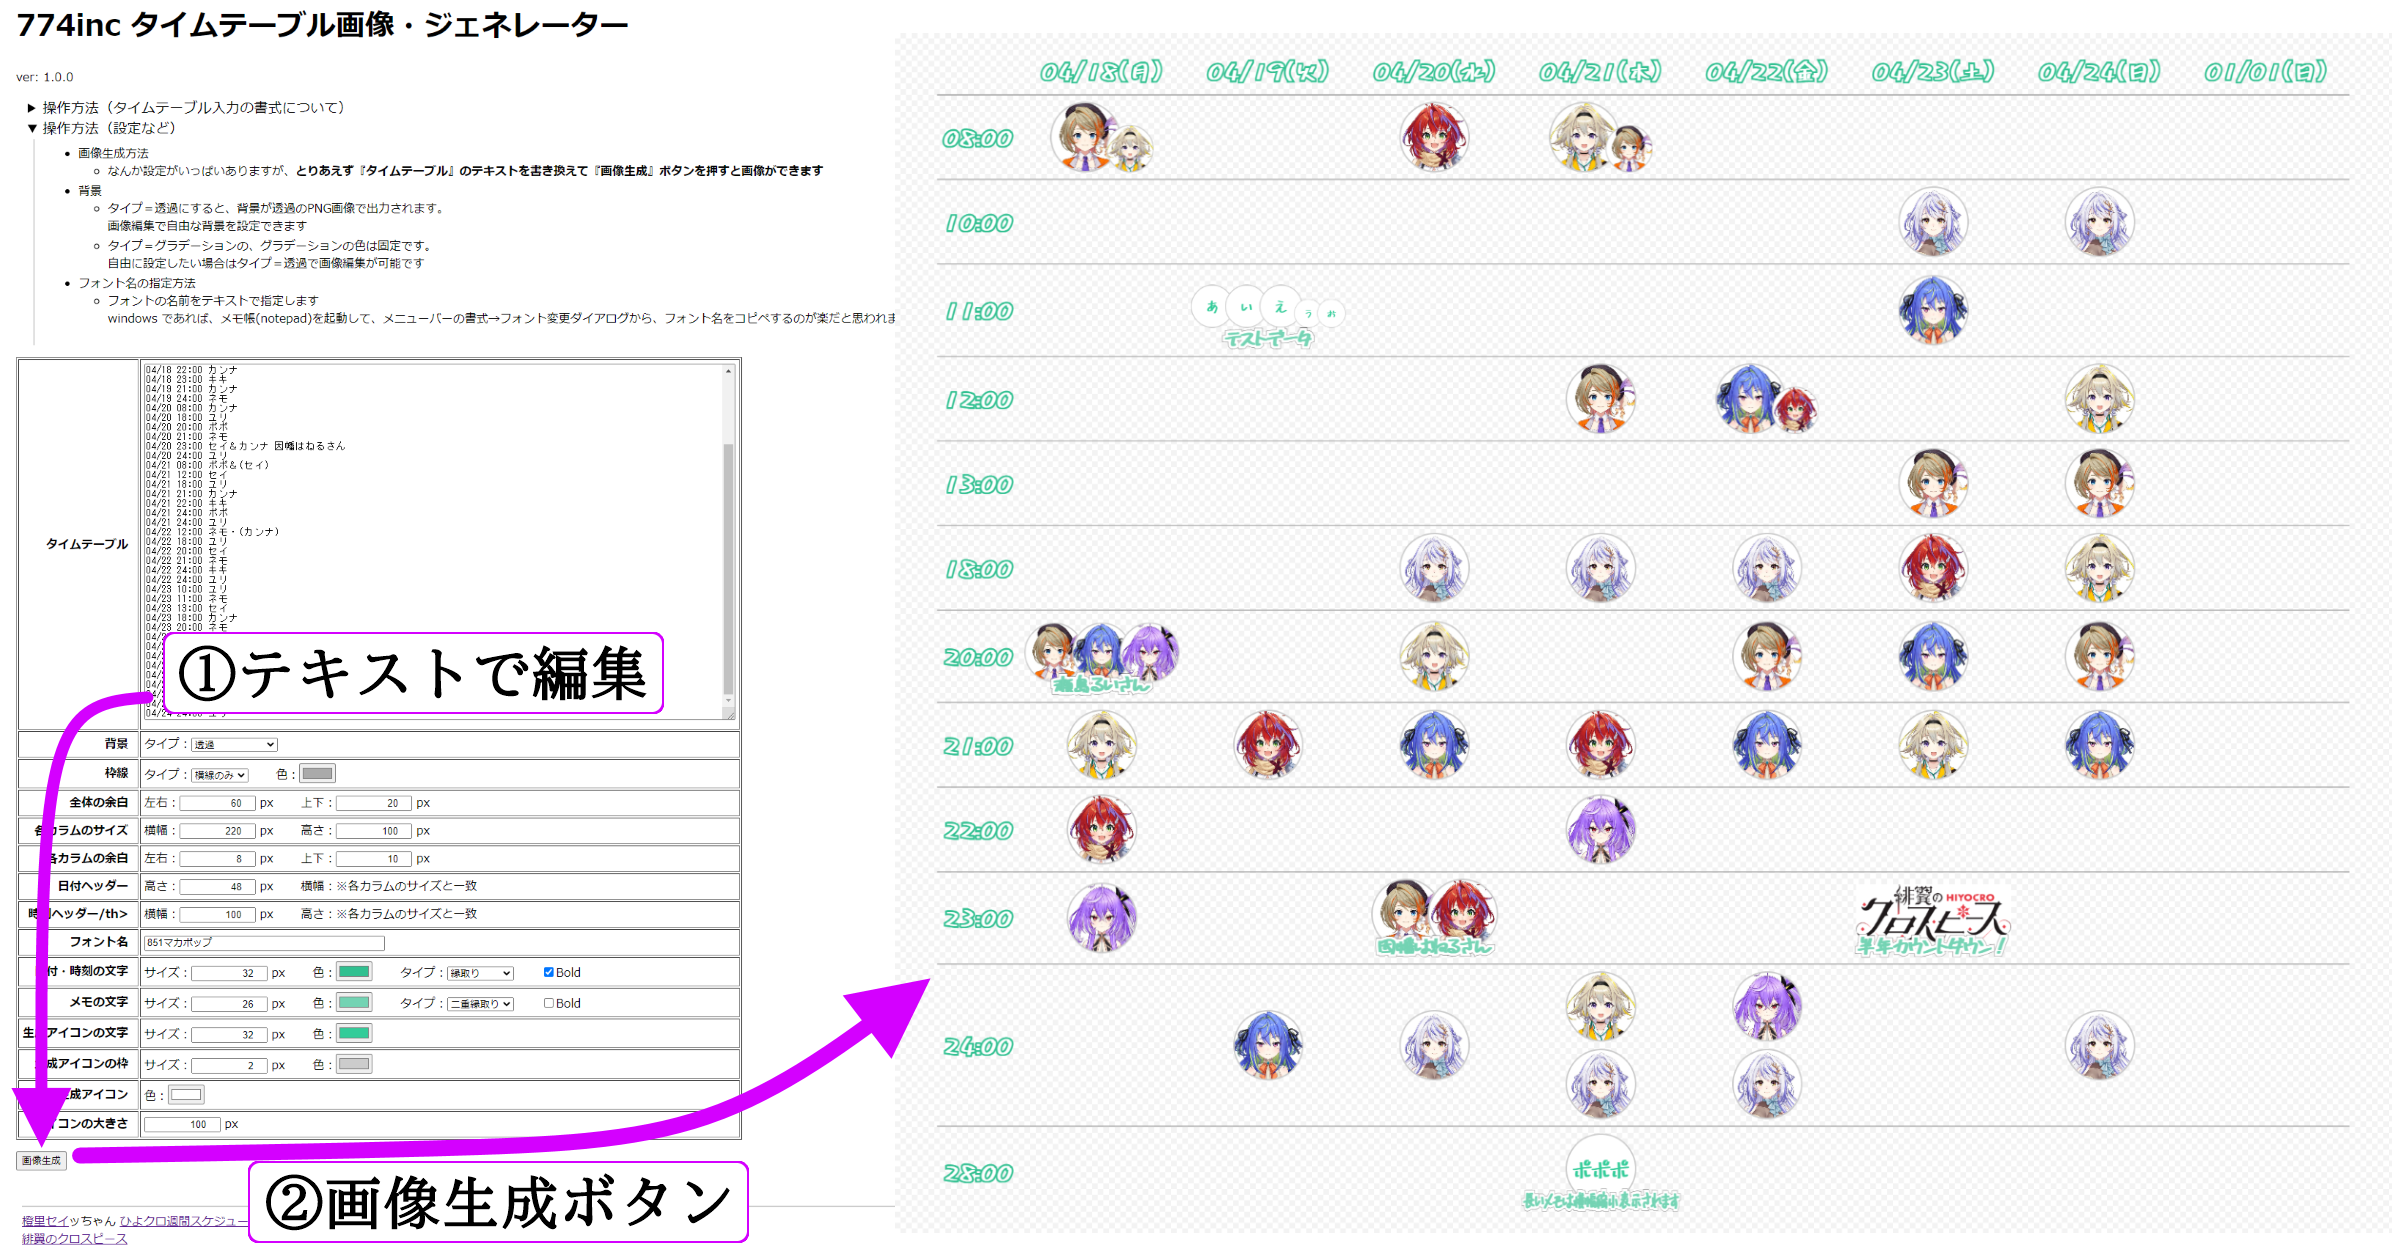 774inc タイムテーブル画像・ジェネレーター
ver: 1.0.0
▶ 操作方法（タイムテーブル入力の書式について）
▼ 操作方法（設定など）
画像生成方法
なんか設定がいっぱいありますが、とりあえず『タイムテーブル』のテキストを書き換えて『画像生成』ボタンを押すと画像ができます
背景
タイプ＝透過にすると、背景が透過のPNG画像で出力されます。
画像編集で自由な背景を設定できます
タイプ＝グラデーションの、グラデーションの色は固定です。
自由に設定したい場合はタイプ＝透過で画像編集が可能です
フォント名の指定方法
フォントの名前をテキストで指定します
windows であれば、メモ帳(notepad)を起動して、メニューバーの書式→フォント変更ダイアログから、フォント名をコピペするのが楽だと思われま
タイムテーブル
04/18 22:00 カンナ
04/18 23:00 キキ
04/19 21:00 カンナ
04/19 24:00 ネモ
04/20 08:00 カンナ
04/20 18:00 ユリ
04/20 20:00 ポポ
04/20 21:00 ネモ
04/20 23:00 セイ＆カンナ 因幡はねるさん
04/20 24:00 ユリ
04/21 08:00 ポポ&(セイ)
04/21 12:00 セイ
04/21 18:00 ユリ
04/21 21:00 カンナ
04/21 22:00 キキ
04/21 24:00 ポポ
04/21 24:00 ユリ
04/22 12:00 ネモ・(カンナ)
04/22 18:00 ユリ
04/22 20:00 セイ
04/22 21:00 ネモ
04/22 24:00 キキ
04/22 24:00 ユリ
04/23 10:00 ユリ
04/23 11:00 ネモ
04/23 13:00 セイ
04/23 18:00 カンナ
04/23 20:00 ネモ
①テキストで編集
04/24 24:00 ユリ
背景 タイプ：透過
枠線 タイプ：横線のみ 色：
全体の余白 左右：60 px 上下：20 px
各カラムのサイズ 横幅：220 px 高さ：100 px
各カラムの余白 左右：8 px 上下：10 px
日付ヘッダー 高さ：48 px 横幅：※各カラムのサイズと一致
時刻ヘッダー/th> 横幅：100 px 高さ：※各カラムのサイズと一致
フォント名 851マカポップ
付・時刻の文字 サイズ：32 px 色： タイプ：縁取り Bold
メモの文字 サイズ：26 px 色： タイプ：二重縁取り Bold
生成アイコンの文字 サイズ：32 px 色：
成アイコンの枠 サイズ：2 px 色：
成アイコン 色：
イコンの大きさ 100 px
画像生成
②画像生成ボタン
橙里セイッちゃん ひよクロ週間スケジュー
緋翼のクロスピース
04/18(月) 04/19(火) 04/20(水) 04/21(木) 04/22(金) 04/23(土) 04/24(日) 01/01(日)
08:00
10:00
11:00
あ い え う お
テストデータ
12:00
13:00
18:00
20:00
湊鳥るいさん
21:00
22:00
23:00
因幡はねるさん
緋翼の HIYOCRO
クロスピース
半年カウントダウン！
24:00
28:00
ポポポ
長いメモは横幅縮小表示されます